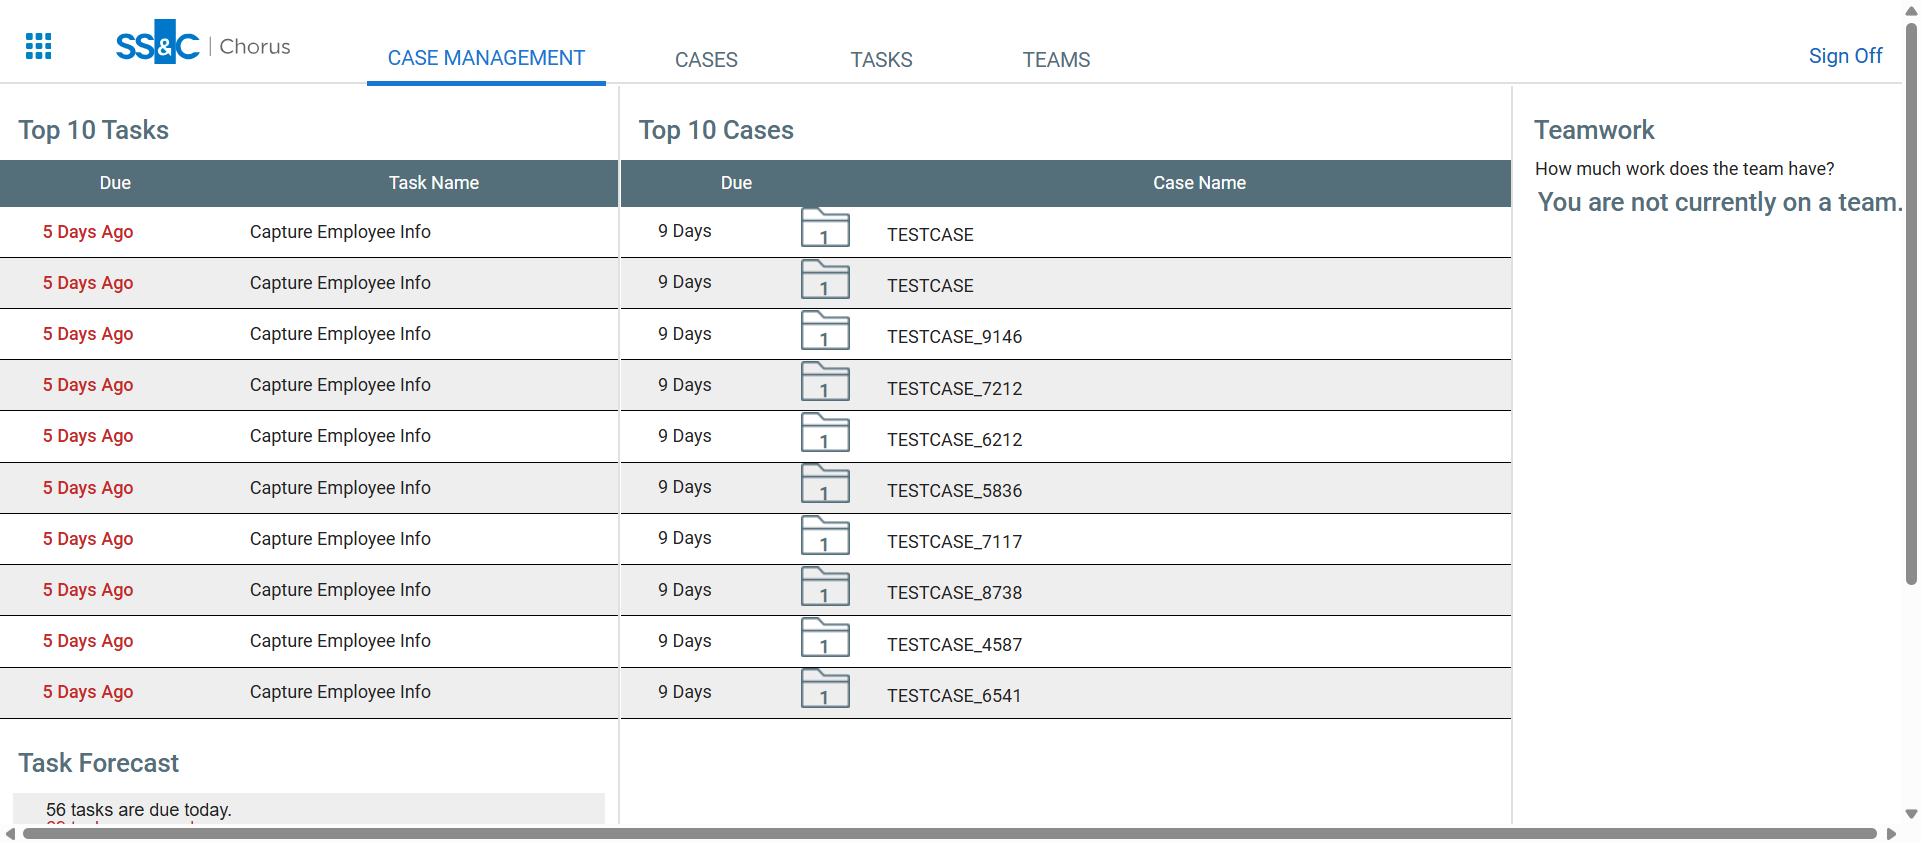 SS&C | Chorus
CASE MANAGEMENT
CASES
TASKS
TEAMS
Sign Off
Top 10 Tasks
Due Task Name
5 Days Ago Capture Employee Info
5 Days Ago Capture Employee Info
5 Days Ago Capture Employee Info
5 Days Ago Capture Employee Info
5 Days Ago Capture Employee Info
5 Days Ago Capture Employee Info
5 Days Ago Capture Employee Info
5 Days Ago Capture Employee Info
5 Days Ago Capture Employee Info
5 Days Ago Capture Employee Info
Task Forecast
56 tasks are due today.
Top 10 Cases
Due Case Name
9 Days 1 TESTCASE
9 Days 1 TESTCASE
9 Days 1 TESTCASE_9146
9 Days 1 TESTCASE_7212
9 Days 1 TESTCASE_6212
9 Days 1 TESTCASE_5836
9 Days 1 TESTCASE_7117
9 Days 1 TESTCASE_8738
9 Days 1 TESTCASE_4587
9 Days 1 TESTCASE_6541
Teamwork
How much work does the team have?
You are not currently on a team.